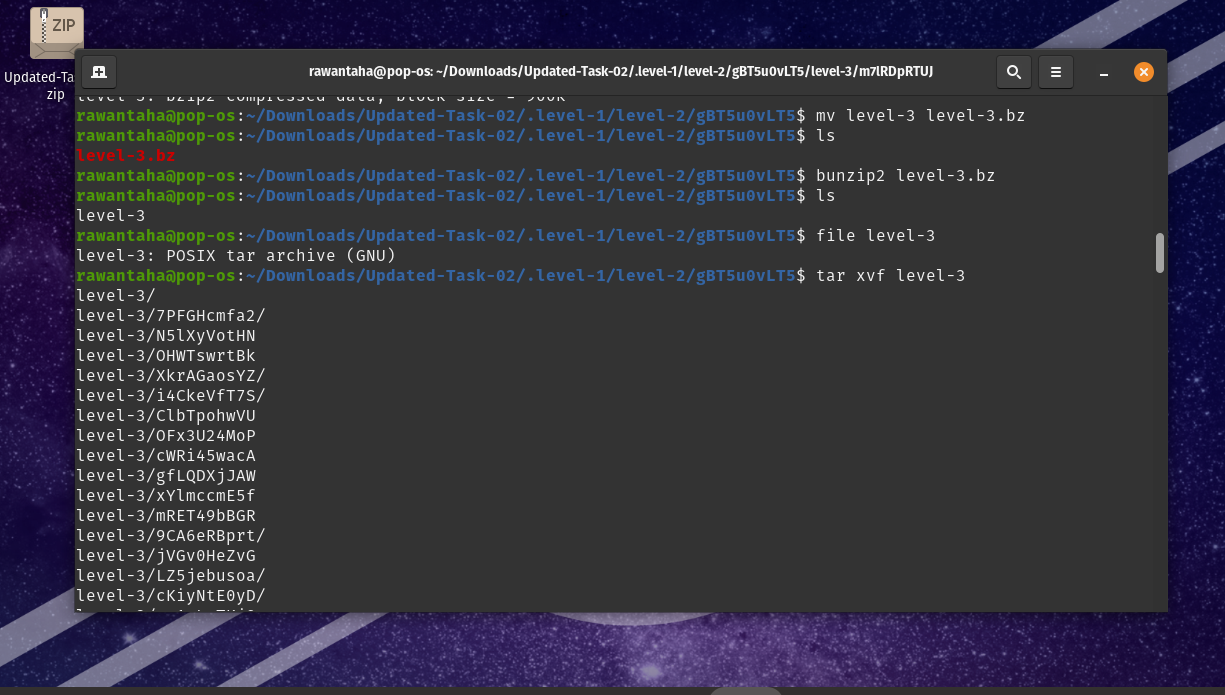 ZIP
Updated-Ta
zip
rawantaha@pop-os: ~/Downloads/Updated-Task-02/.level-1/level-2/gBT5u0vLT5/level-3/m7lRDpRTUJ
level-3: bzip2 compressed data, block size = 900k
rawantaha@pop-os:~/Downloads/Updated-Task-02/.level-1/level-2/gBT5u0vLT5$ mv level-3 level-3.bz
rawantaha@pop-os:~/Downloads/Updated-Task-02/.level-1/level-2/gBT5u0vLT5$ ls
level-3.bz
rawantaha@pop-os:~/Downloads/Updated-Task-02/.level-1/level-2/gBT5u0vLT5$ bunzip2 level-3.bz
rawantaha@pop-os:~/Downloads/Updated-Task-02/.level-1/level-2/gBT5u0vLT5$ ls
level-3
rawantaha@pop-os:~/Downloads/Updated-Task-02/.level-1/level-2/gBT5u0vLT5$ file level-3
level-3: POSIX tar archive (GNU)
rawantaha@pop-os:~/Downloads/Updated-Task-02/.level-1/level-2/gBT5u0vLT5$ tar xvf level-3
level-3/
level-3/7PFGHcmfa2/
level-3/N5lXyVotHN
level-3/OHWTswrtBk
level-3/XkrAGaosYZ/
level-3/i4CkeVfT7S/
level-3/ClbTpohwVU
level-3/OFx3U24MoP
level-3/cWRi45wacA
level-3/gfLQDXjJAW
level-3/xYlmccmE5f
level-3/mRET49bBGR
level-3/9CA6eRBprt/
level-3/jVGv0HeZvG
level-3/LZ5jebusoa/
level-3/cKiyNtE0yD/